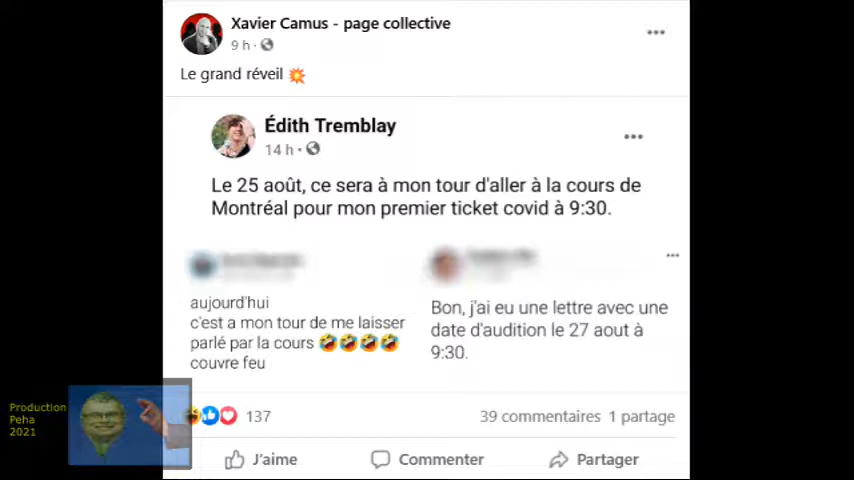 Xavier Camus - page collective
9 h ·
Le grand réveil 💥
Édith Tremblay
14 h ·
Le 25 août, ce sera à mon tour d'aller à la cours de
Montréal pour mon premier ticket covid à 9:30.
aujourd'hui
c'est a mon tour de me laisser
parlé par la cours 🤣🤣🤣🤣
couvre feu
Bon, j'ai eu une lettre avec une
date d'audition le 27 aout à
9:30.
Production
Peha
2021
137
39 commentaires 1 partage
J'aime
Commenter
Partager